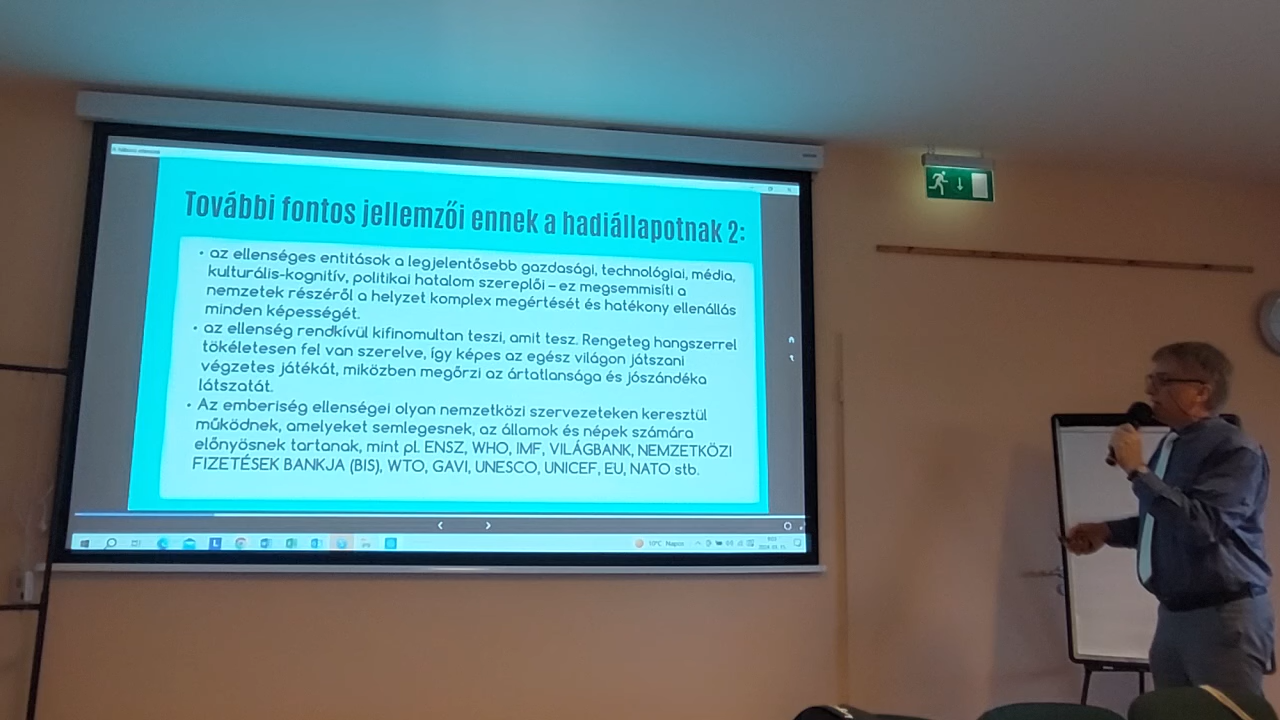 További fontos jellemzői ennek a hadiállapotnak 2:
• az ellenséges entitások a legjelentősebb gazdasági, technológiai, média,
kulturális-kognitív, politikai hatalom szereplői – ez megsemmisíti a
nemzetek részéről a helyzet komplex megértését és hatékony ellenállás
minden képességét.
• az ellenség rendkívül kifinomultan teszi, amit tesz. Rengeteg hangszerrel
tökéletesen fel van szerelve, így képes az egész világon játszani
végzetes játékát, miközben megőrzi az ártatlansága és jószándéka
látszatát.
• Az emberiség ellenségei olyan nemzetközi szervezeteken keresztül
működnek, amelyeket semlegesnek, az államok és népek számára
előnyösnek tartanak, mint pl. ENSZ, WHO, IMF, VILÁGBANK, NEMZETKÖZI
FIZETÉSEK BANKJA (BIS), WTO, GAVI, UNESCO, UNICEF, EU, NATO stb.
10°C Napos